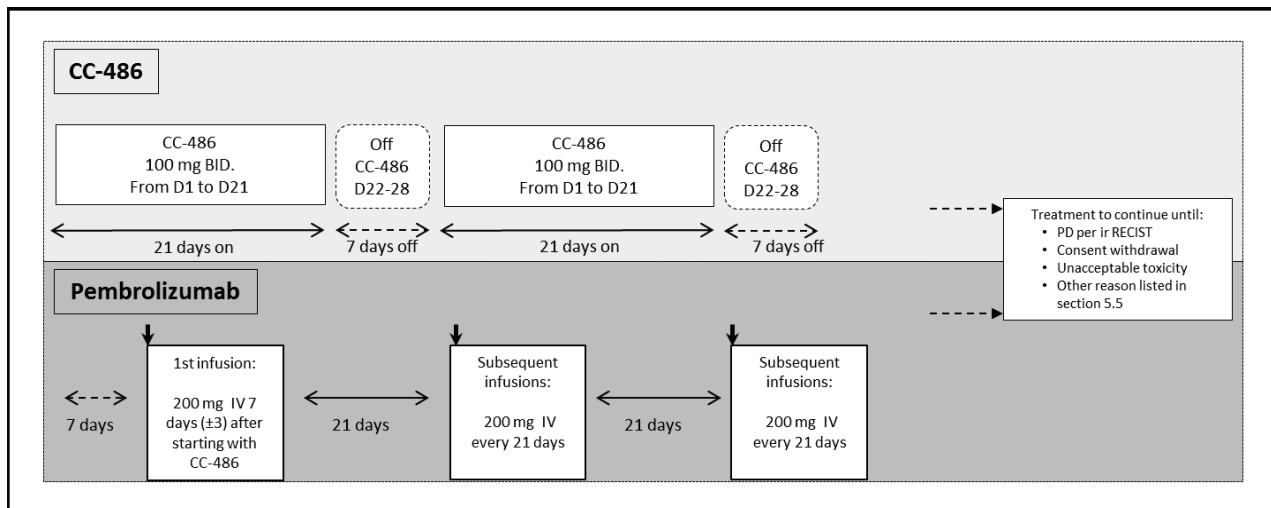 CC-486
CC-486
100 mg BID.
From D1 to D21
Off
CC-486
D22-28
CC-486
100 mg BID.
From D1 to D21
Off
CC-486
D22-28
21 days on
7 days off
21 days on
7 days off
Treatment to continue until:
• PD per ir RECIST
• Consent withdrawal
• Unacceptable toxicity
• Other reason listed in
section 5.5
Pembrolizumab
7 days
1st infusion:
200 mg IV 7
days (±3) after
starting with
CC-486
21 days
Subsequent
infusions:
200 mg IV
every 21 days
21 days
Subsequent
infusions:
200 mg IV
every 21 days